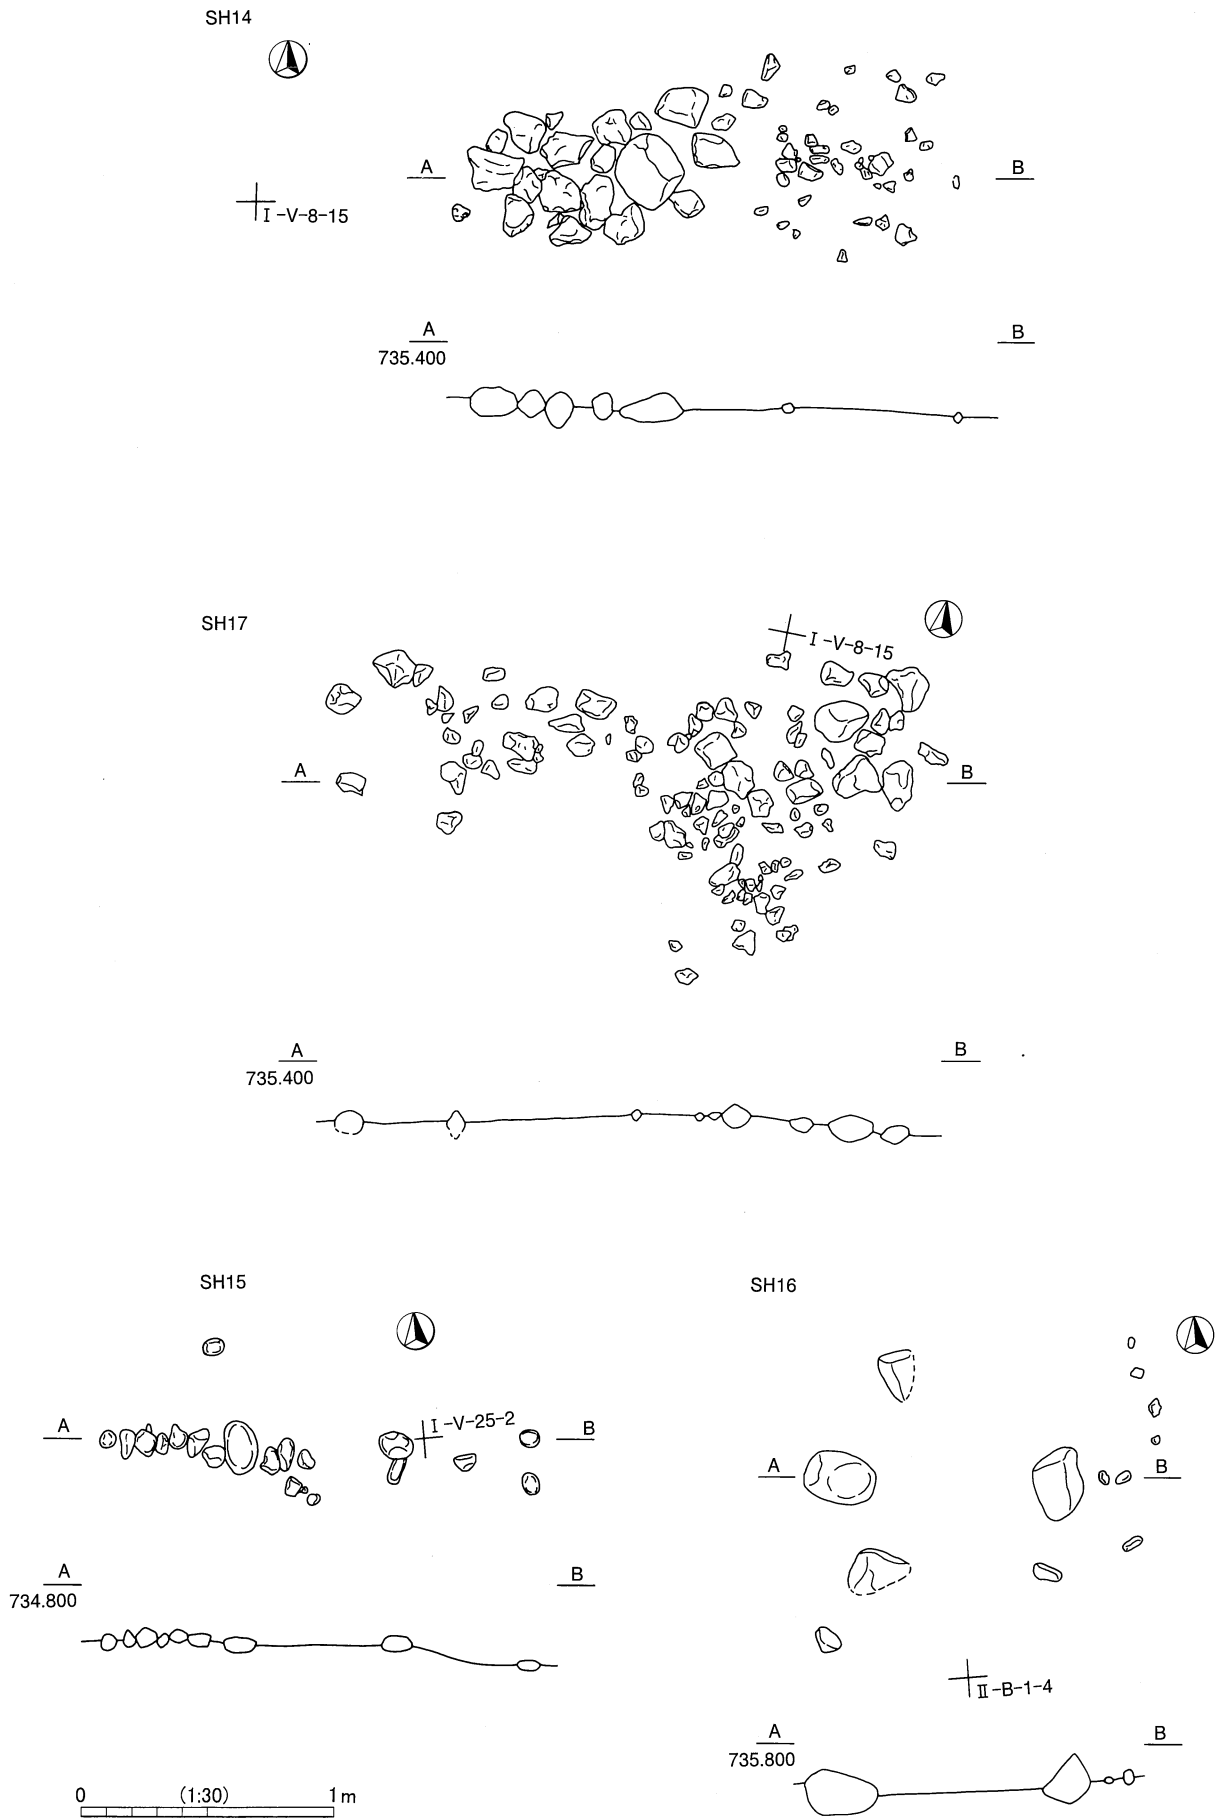 SH14
A
B
I-V-8-15
A
B
735.400
SH17
I-V-8-15
A
B
A
B
735.400
SH15
I-V-25-2
A
B
A
B
734.800
0 (1:30) 1m
SH16
A
B
II-B-1-4
A
B
735.800